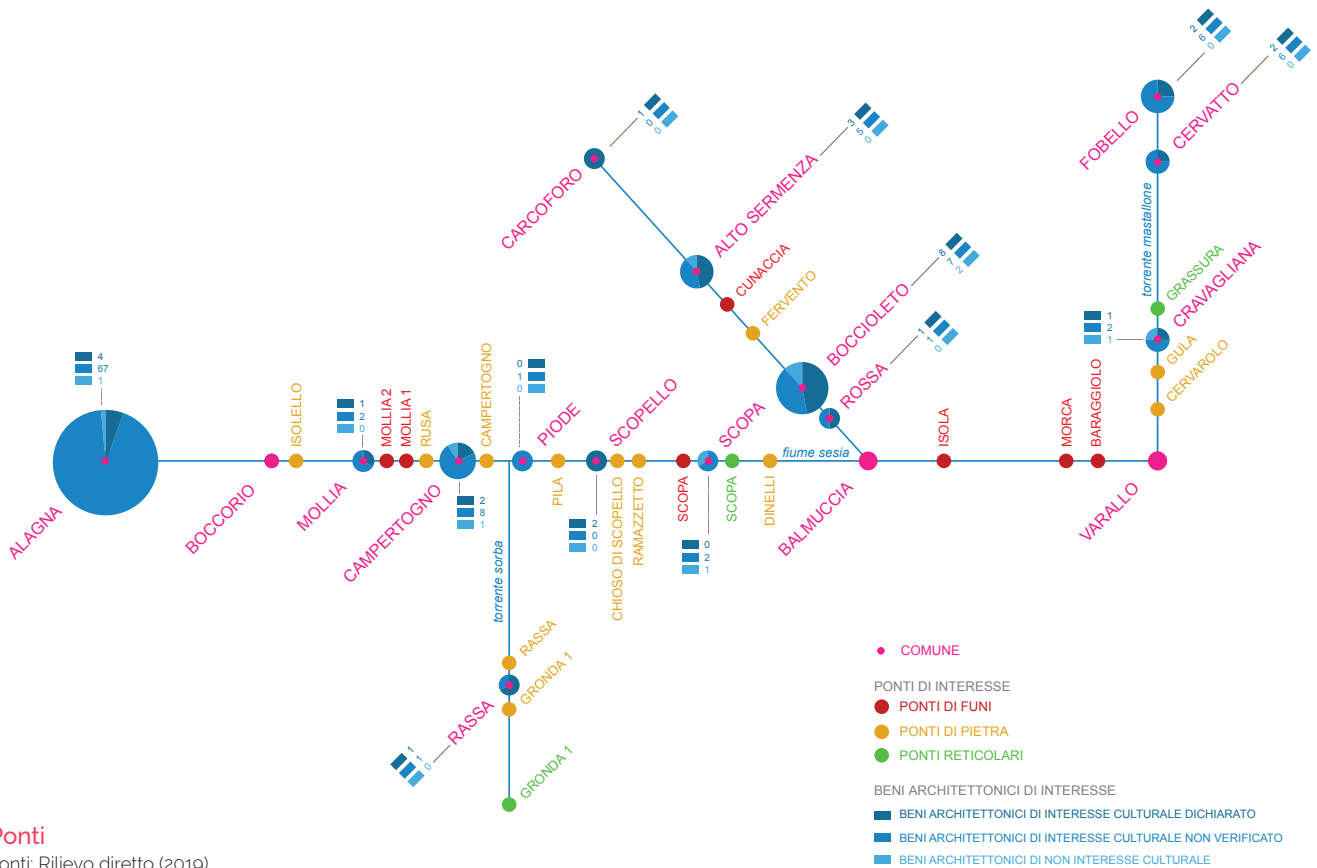 2
6
0
2
6
0
FOBELLO
CERVATTO
1
0
0
CARCOFORO
3
5
0
ALTO SERMENZA
CUNACCIA
FERVENTO
8
7
2
BOCCIOLETO
1
1
0
ROSSA
torrente mastallone
GRASSURA
CRAVAGLIANA
1
2
1
GULA
CERVAROLO
4
67
1
ALAGNA
BOCCORIO
ISOLELLO
1
2
0
MOLLIA
MOLLIA 2
MOLLIA 1
RUSA
CAMPERTOGNO
2
8
1
CAMPERTOGNO
0
1
0
PIODE
PILA
SCOPELLO
2
0
0
CHIOSO DI SCOPELLO
RAMAZZETTO
SCOPA
SCOPA
0
2
1
SCOPA
DINELLI
fiume sesia
BALMUCCIA
ISOLA
MORCA
BARAGGIOLO
VARALLO
torrente sorba
RASSA
GRONDA 1
RASSA
1
1
0
GRONDA 1
COMUNE
PONTI DI INTERESSE
PONTI DI FUNI
PONTI DI PIETRA
PONTI RETICOLARI
BENI ARCHITETTONICI DI INTERESSE
BENI ARCHITETTONICI DI INTERESSE CULTURALE DICHIARATO
BENI ARCHITETTONICI DI INTERESSE CULTURALE NON VERIFICATO
BENI ARCHITETTONICI DI NON INTERESSE CULTURALE
Ponti
onti: Rilievo diretto (2019)